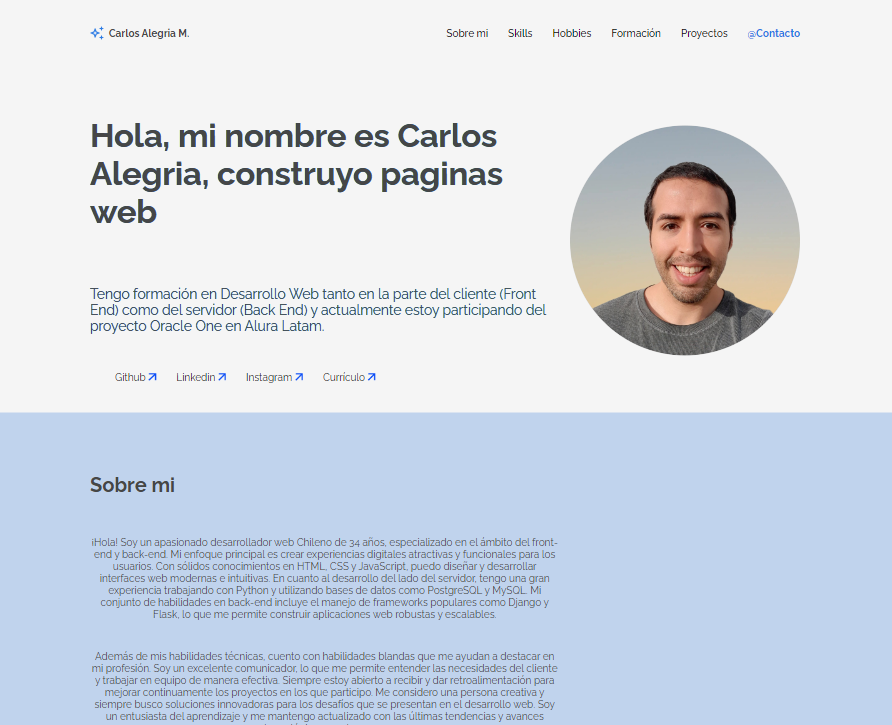 Carlos Alegria M.
Sobre mi Skills Hobbies Formación Proyectos @Contacto
Hola, mi nombre es Carlos
Alegria, construyo paginas
web
Tengo formación en Desarrollo Web tanto en la parte del cliente (Front
End) como del servidor (Back End) y actualmente estoy participando del
proyecto Oracle One en Alura Latam.
Github Linkedin Instagram Currículo
Sobre mi
¡Hola! Soy un apasionado desarrollador web Chileno de 34 años, especializado en el ámbito del front-
end y back-end. Mi enfoque principal es crear experiencias digitales atractivas y funcionales para los
usuarios. Con sólidos conocimientos en HTML, CSS y JavaScript, puedo diseñar y desarrollar
interfaces web modernas e intuitivas. En cuanto al desarrollo del lado del servidor, tengo una gran
experiencia trabajando con Python y utilizando bases de datos como PostgreSQL y MySQL. Mi
conjunto de habilidades en back-end incluye el manejo de frameworks populares como Django y
Flask, lo que me permite construir aplicaciones web robustas y escalables.
Además de mis habilidades técnicas, cuento con habilidades blandas que me ayudan a destacar en
mi profesión. Soy un excelente comunicador, lo que me permite entender las necesidades del cliente
y trabajar en equipo de manera efectiva. Siempre estoy abierto a recibir y dar retroalimentación para
mejorar continuamente los proyectos en los que participo. Me considero una persona creativa y
siempre busco soluciones innovadoras para los desafíos que se presentan en el desarrollo web. Soy
un entusiasta del aprendizaje y me mantengo actualizado con las últimas tendencias y avances